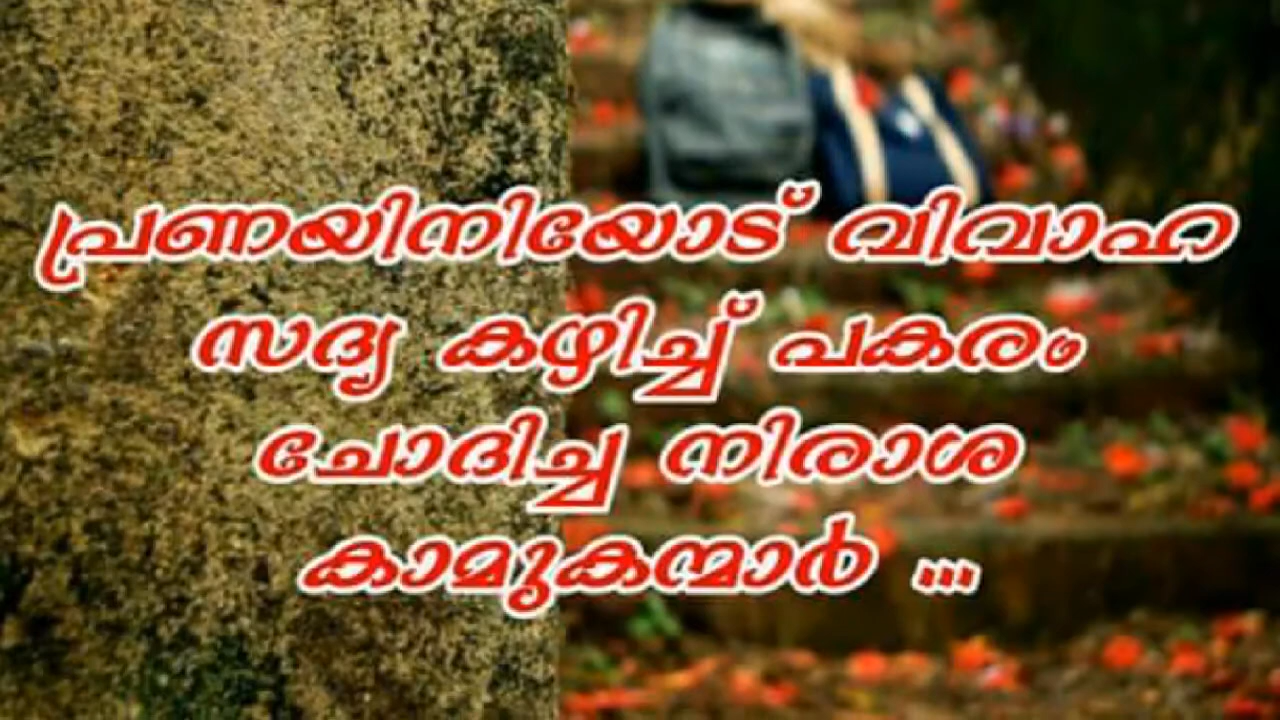 പ്രണയിനിയോട് വിവാഹ
സദ്യ കഴിച്ച് പകരം
ചോദിച്ച നിരാശ
കാമുകന്മാർ ...